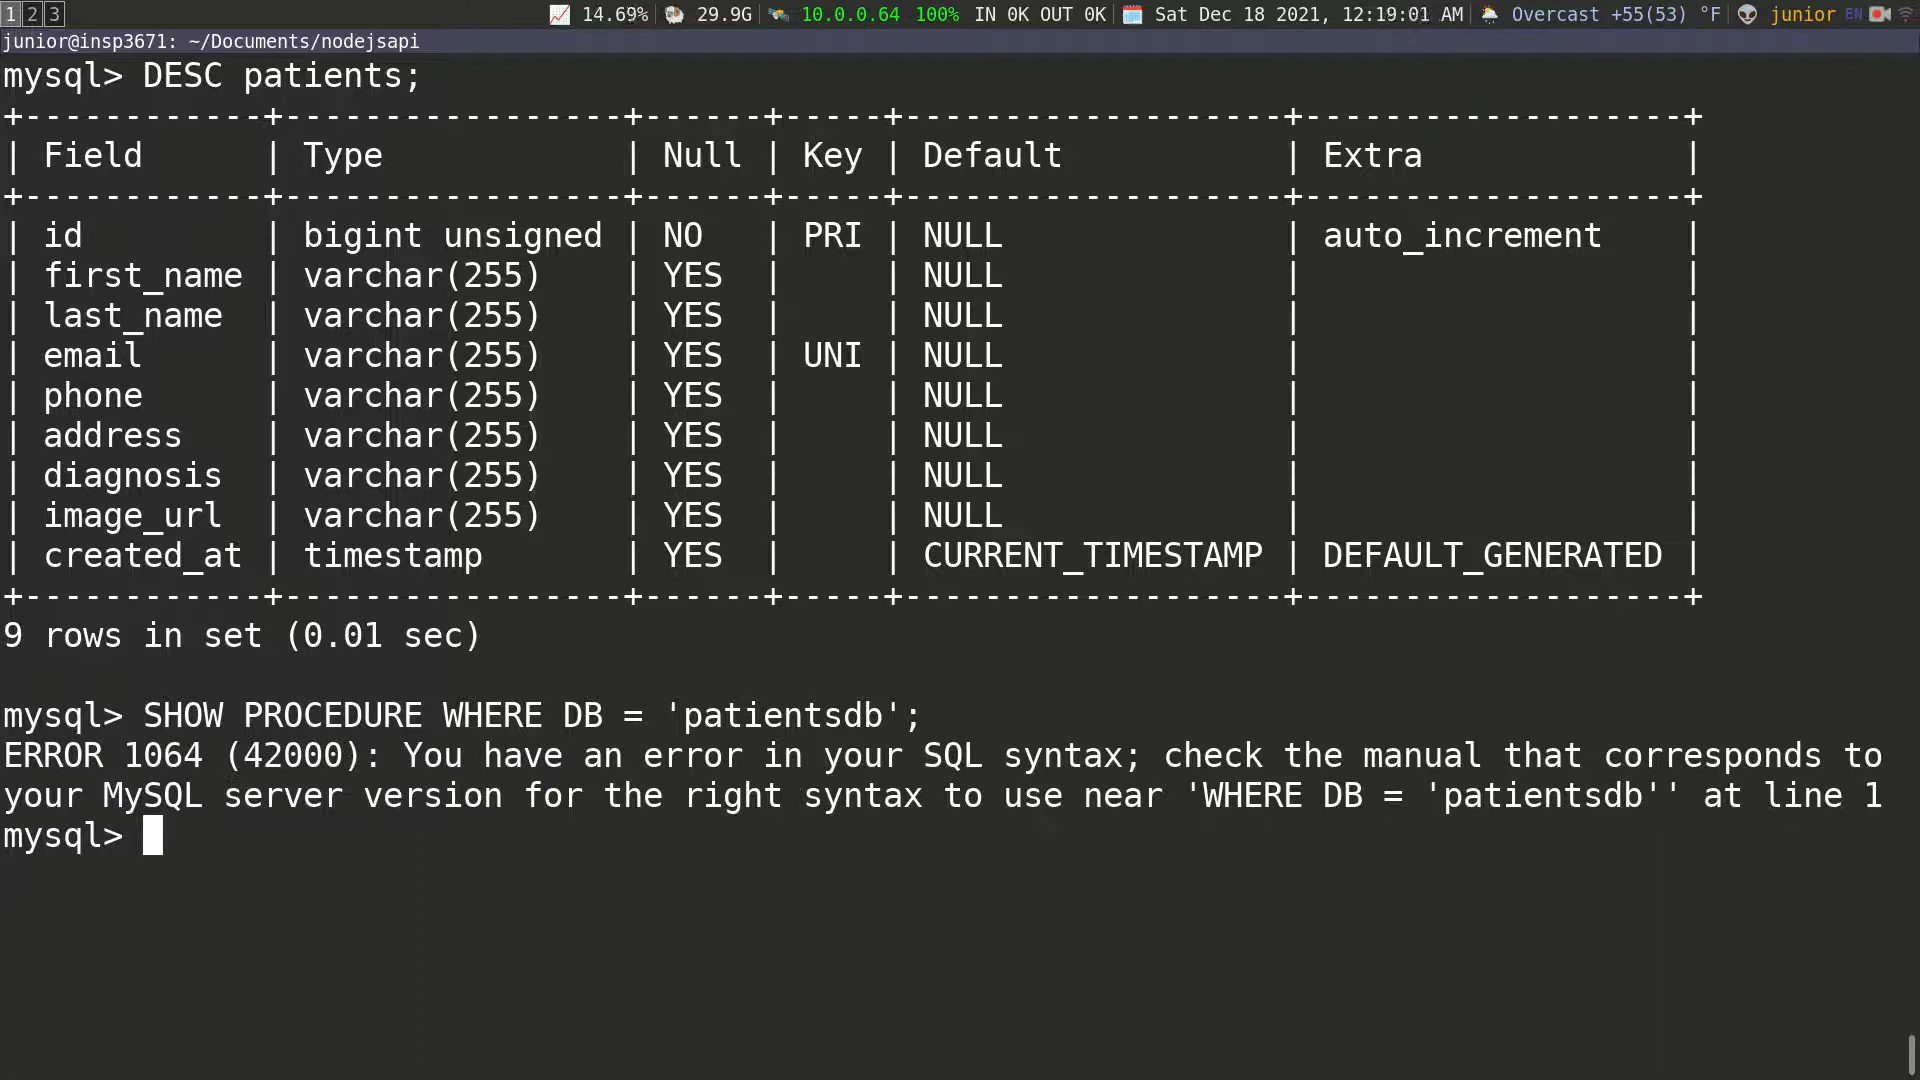 1 2 3 14.69% 29.9G 10.0.0.64 100% IN 0K OUT 0K Sat Dec 18 2021, 12:19:01 AM Overcast +55(53) °F junior EN
junior@insp3671: ~/Documents/nodejsapi
mysql> DESC patients;
+------------+-----------------+------+-----+-------------------+-------------------+
| Field      | Type            | Null | Key | Default           | Extra             |
+------------+-----------------+------+-----+-------------------+-------------------+
| id         | bigint unsigned | NO   | PRI | NULL              | auto_increment    |
| first_name | varchar(255)    | YES  |     | NULL              |                   |
| last_name  | varchar(255)    | YES  |     | NULL              |                   |
| email      | varchar(255)    | YES  | UNI | NULL              |                   |
| phone      | varchar(255)    | YES  |     | NULL              |                   |
| address    | varchar(255)    | YES  |     | NULL              |                   |
| diagnosis  | varchar(255)    | YES  |     | NULL              |                   |
| image_url  | varchar(255)    | YES  |     | NULL              |                   |
| created_at | timestamp       | YES  |     | CURRENT_TIMESTAMP | DEFAULT_GENERATED |
+------------+-----------------+------+-----+-------------------+-------------------+
9 rows in set (0.01 sec)
mysql> SHOW PROCEDURE WHERE DB = 'patientsdb';
ERROR 1064 (42000): You have an error in your SQL syntax; check the manual that corresponds to
your MySQL server version for the right syntax to use near 'WHERE DB = 'patientsdb'' at line 1
mysql>